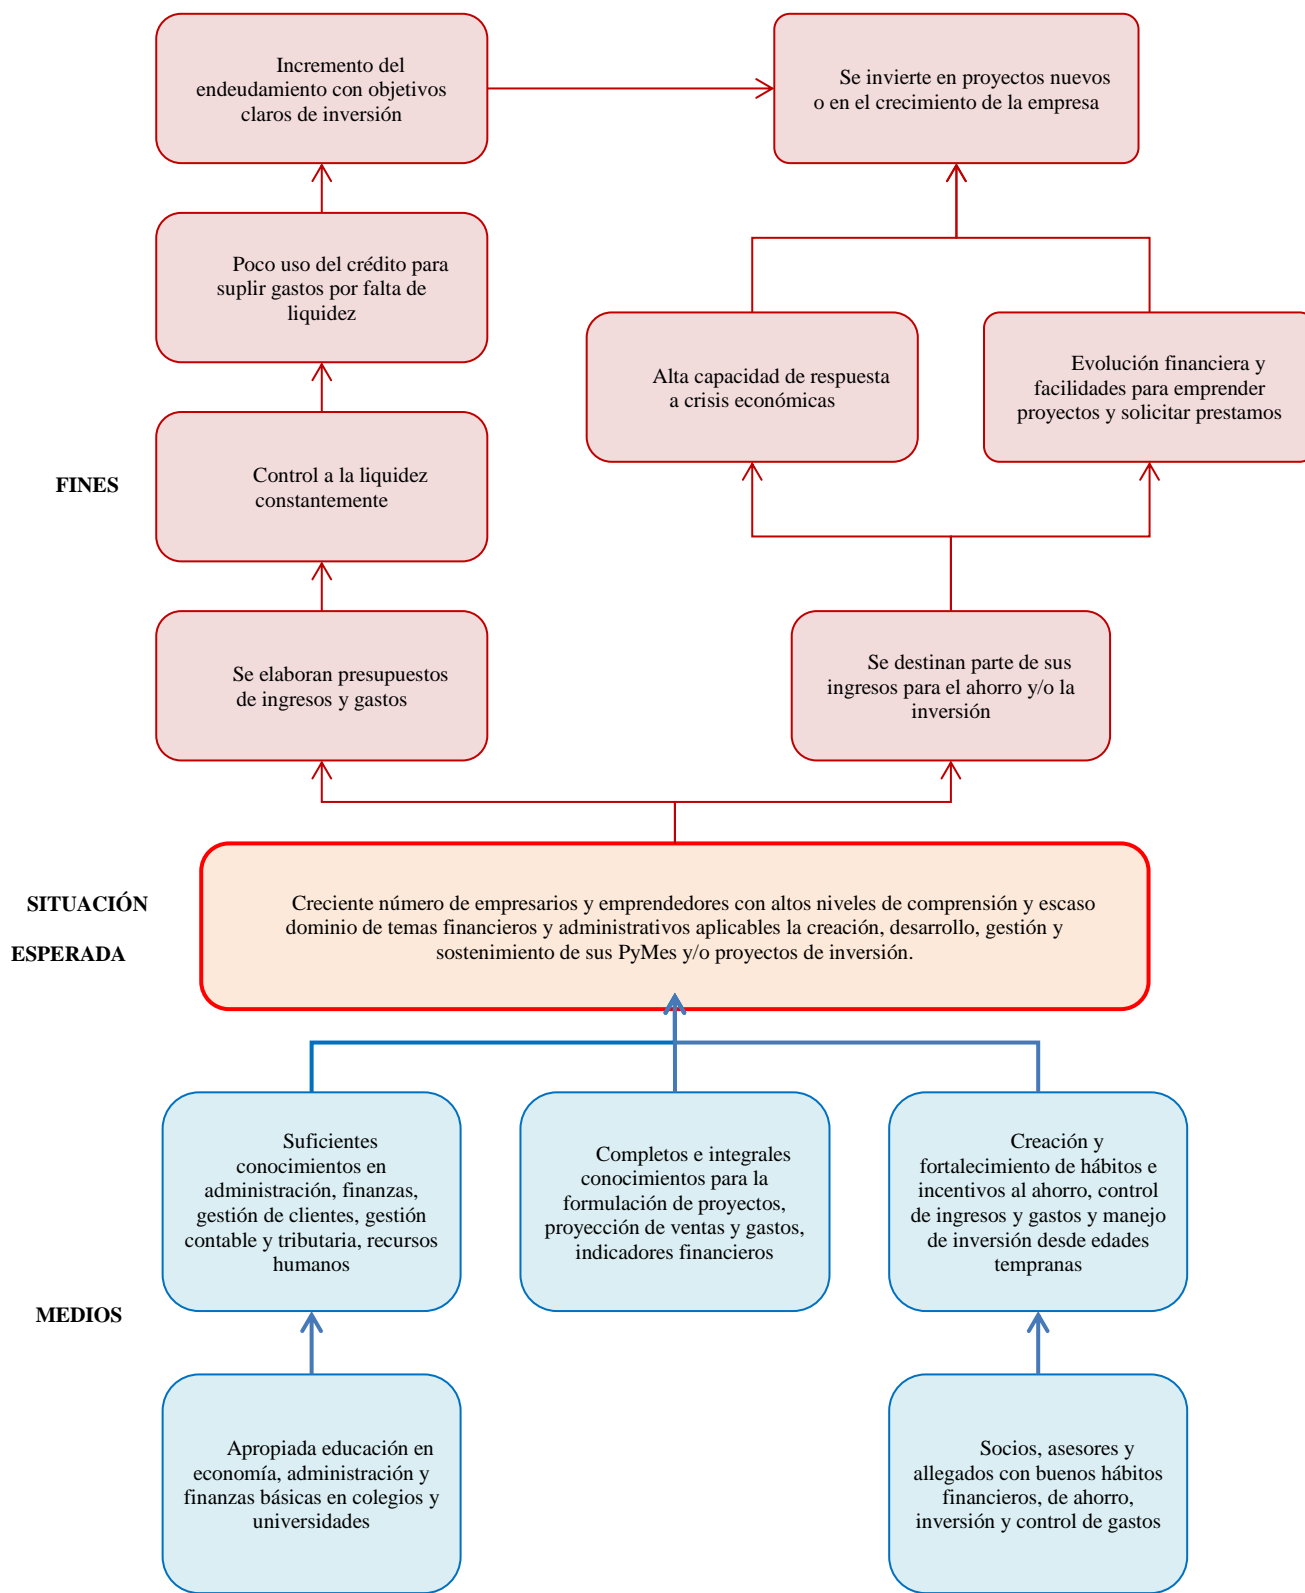 Incremento del
endeudamiento con objetivos
claros de inversión
Se invierte en proyectos nuevos
o en el crecimiento de la
empresa
Poco uso del crédito para
suplir gastos por falta de
liquidez
Alta capacidad de respuesta
a crisis económicas
Evolución financiera y
facilidades para emprender
proyectos y solicitar prestamos
FINES
Control a la liquidez
constantemente
Se elaboran presupuestos
de ingresos y gastos
Se destinan parte de sus
ingresos para el ahorro y/o la
inversión
SITUACIÓN
ESPERADA
Creciente número de empresarios y emprendedores con altos niveles de comprensión y escaso
dominio de temas financieros y administrativos aplicables la creación, desarrollo, gestión y
sostenimiento de sus PyMes y/o proyectos de inversión.
Suficientes
conocimientos en
administración, finanzas,
gestión de clientes, gestión
contable y tributaria, recursos
humanos
Completos e integrales
conocimientos para la
formulación de proyectos,
proyección de ventas y gastos,
indicadores financieros
Creación y
fortalecimiento de hábitos e
incentivos al ahorro, control
de ingresos y gastos y manejo
de inversión desde edades
tempranas
MEDIOS
Apropiada educación en
economía, administración y
finanzas básicas en colegios y
universidades
Socios, asesores y
allegados con buenos hábitos
financieros, de ahorro,
inversión y control de gastos